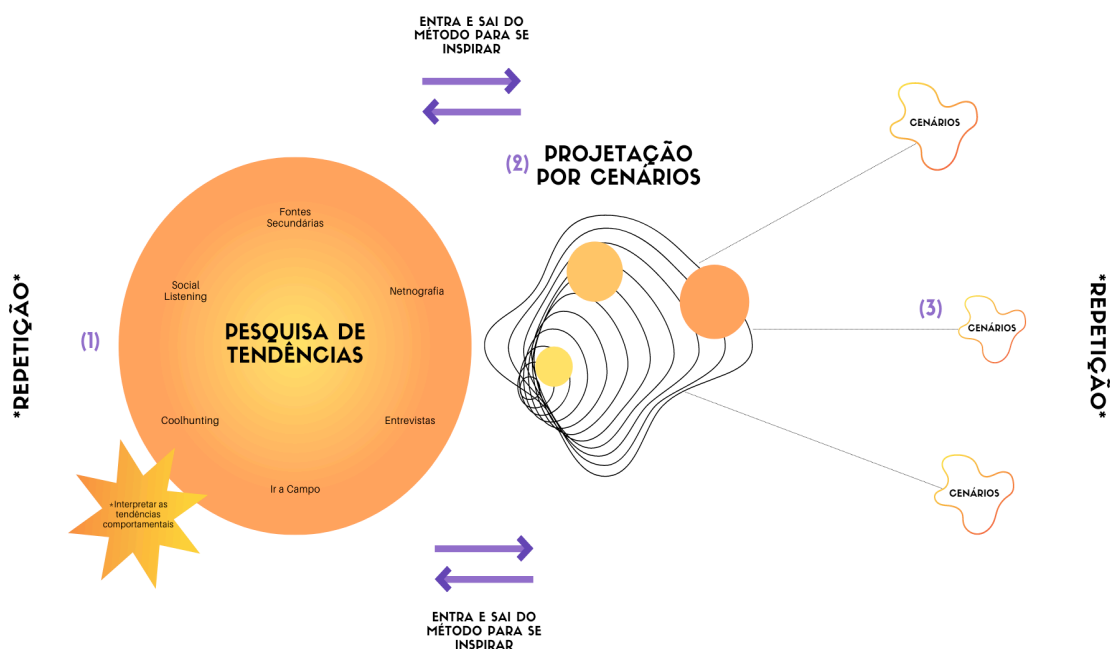 ENTRA E SAI DO
MÉTODO PARA SE
INSPIRAR
(2)
PROJETAÇÃO
POR CENÁRIOS
CENÁRIOS
*REPETIÇÃO*
(1)
Fontes
Secundárias
Social
Listening
Netnografia
PESQUISA DE
TENDÊNCIAS
Coolhunting
Entrevistas
Ir a Campo
+Interpretar as
tendências
comportamentais
(3)
CENÁRIOS
CENÁRIOS
*REPETIÇÃO*
ENTRA E SAI DO
MÉTODO PARA SE
INSPIRAR